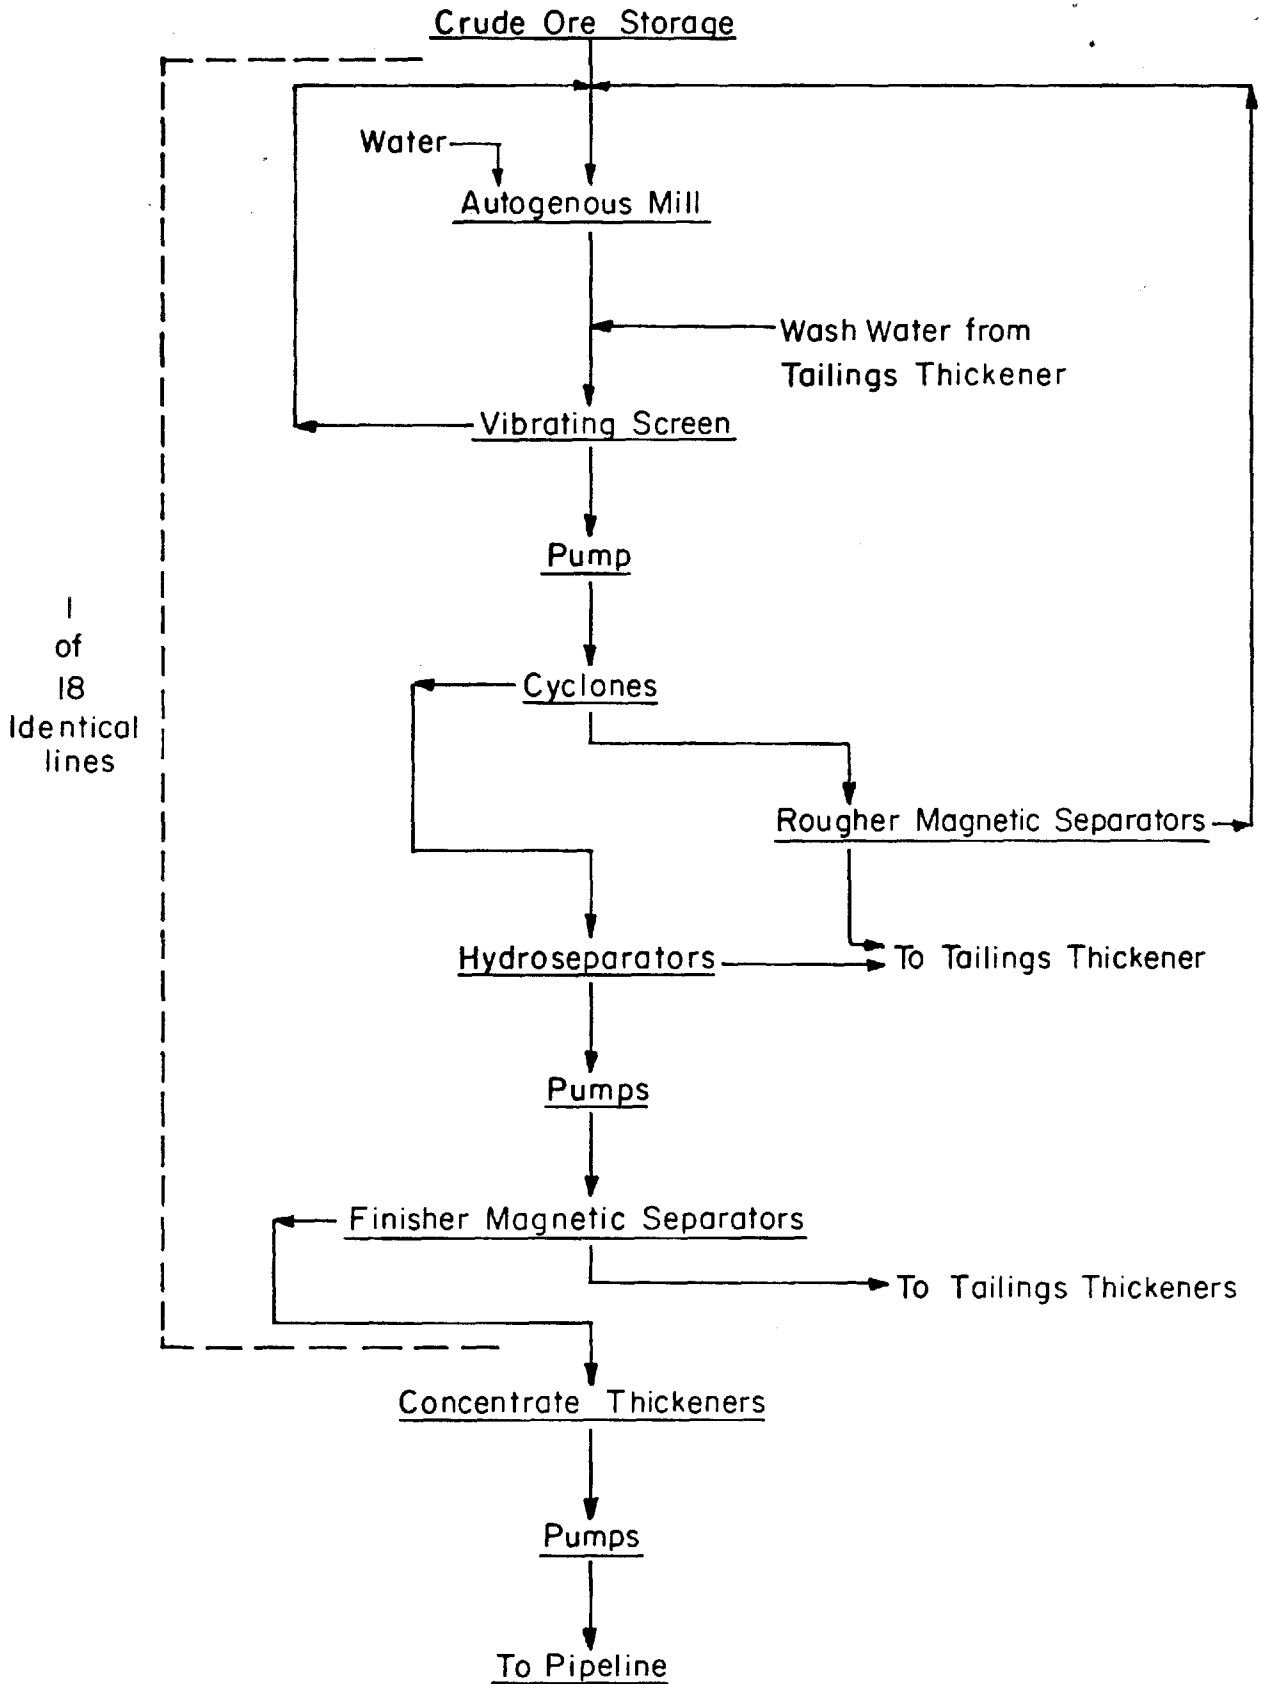 Crude Ore Storage
Water
Autogenous Mill
Wash Water from
Tailings Thickener
Vibrating Screen
Pump
1
of
18
Identical
lines
Cyclones
Rougher Magnetic Separators
Hydroseparators
To Tailings Thickener
Pumps
Finisher Magnetic Separators
To Tailings Thickeners
Concentrate Thickeners
Pumps
To Pipeline